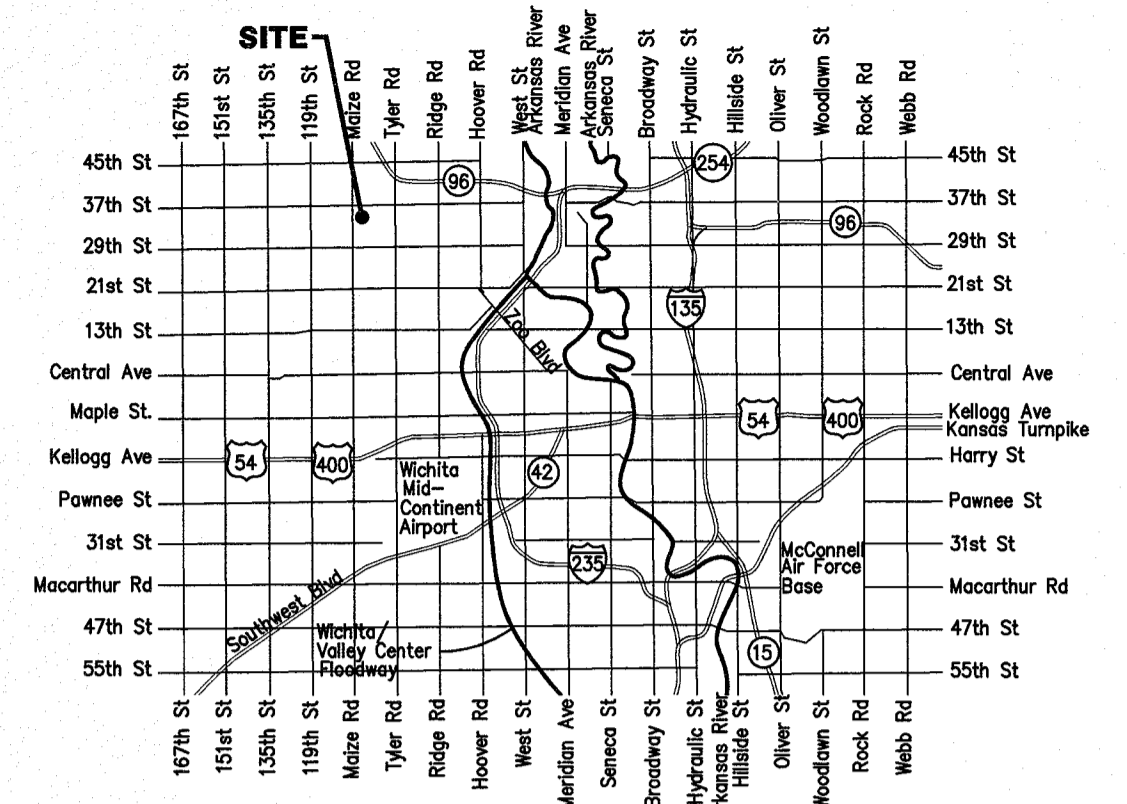 SITE
167th St
151st St
135th St
119th St
Maize Rd
Tyler Rd
Ridge Rd
Hoover Rd
West St
Arkansas River
Meridian Ave
Arkansas River
Seneca St
Broadway St
Hydraulic St
Hillside St
Oliver St
Woodlawn St
Rock Rd
Webb Rd
45th St
37th St
29th St
21st St
13th St
Central Ave
Maple St.
Kellogg Ave
Pawnee St
31st St
Macarthur Rd
47th St
55th St
96
254
96
135
Zoo Blvd
54
400
54
400
42
Wichita
Mid-
Continent
Airport
235
McConnell
Air Force
Base
Southwest Blvd
Wichita/
Valley Center
Floodway
15
45th St
37th St
29th St
21st St
13th St
Central Ave
Kellogg Ave
Kansas Turnpike
Harry St
Pawnee St
31st St
Macarthur Rd
47th St
55th St
167th St
151st St
135th St
119th St
Maize Rd
Tyler Rd
Ridge Rd
Hoover Rd
West St
Meridian Ave
Seneca St
Broadway St
Hydraulic St
rkansas River
Hillside St
Oliver St
Woodlawn St
Rock Rd
Webb Rd